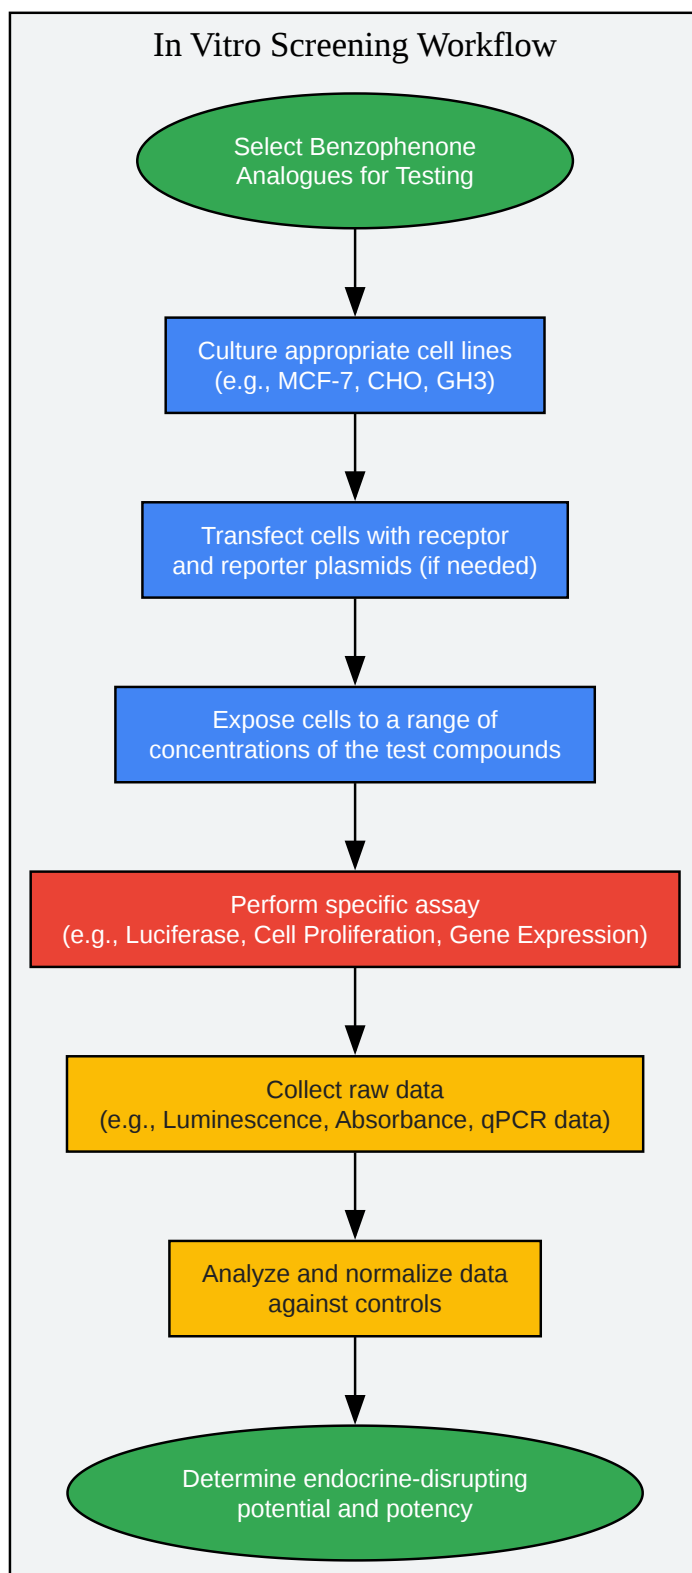 In Vitro Screening Workflow
Select Benzophenone
Analogues for Testing
Culture appropriate cell lines
(e.g., MCF-7, CHO, GH3)
Transfect cells with receptor
and reporter plasmids (if needed)
Expose cells to a range of
concentrations of the test compounds
Perform specific assay
(e.g., Luciferase, Cell Proliferation, Gene Expression)
Collect raw data
(e.g., Luminescence, Absorbance, qPCR data)
Analyze and normalize data
against controls
Determine endocrine-disrupting
potential and potency